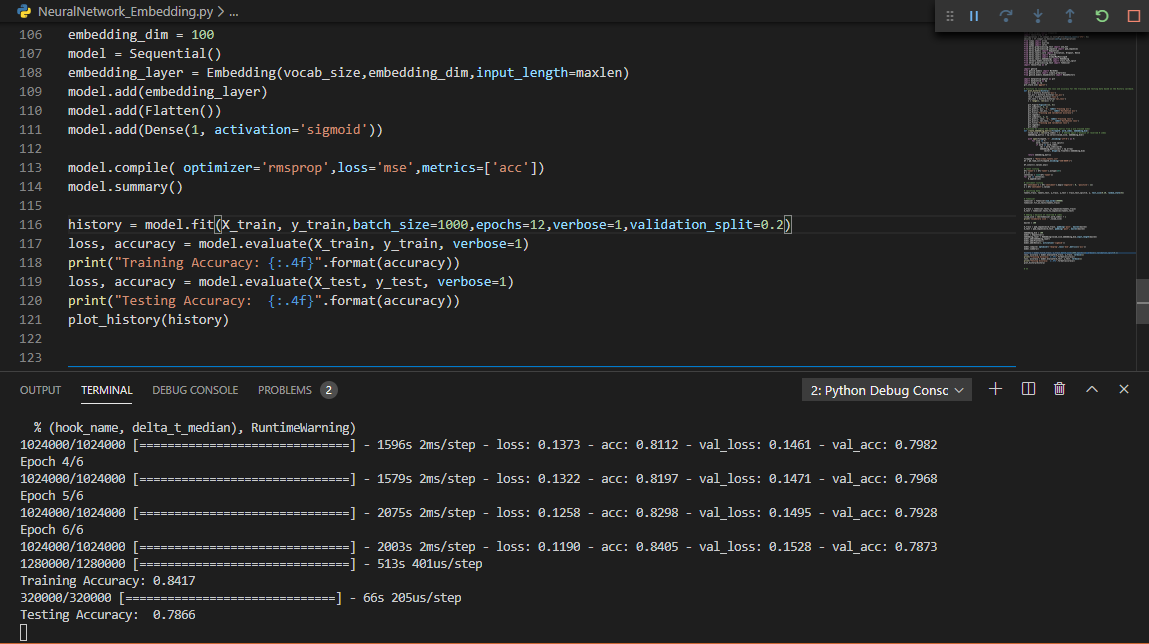 NeuralNetwork_Embedding.py > ...
106 embedding_dim = 100
107 model = Sequential()
108 embedding_layer = Embedding(vocab_size,embedding_dim,input_length=maxlen)
109 model.add(embedding_layer)
110 model.add(Flatten())
111 model.add(Dense(1, activation='sigmoid'))
112
113 model.compile( optimizer='rmsprop',loss='mse',metrics=['acc'])
114 model.summary()
115
116 history = model.fit(X_train, y_train,batch_size=1000,epochs=12,verbose=1,validation_split=0.2)
117 loss, accuracy = model.evaluate(X_train, y_train, verbose=1)
118 print("Training Accuracy: {:.4f}".format(accuracy))
119 loss, accuracy = model.evaluate(X_test, y_test, verbose=1)
120 print("Testing Accuracy:  {:.4f}".format(accuracy))
121 plot_history(history)
122
123
OUTPUT TERMINAL DEBUG CONSOLE PROBLEMS 2 2: Python Debug Consc
% (hook_name, delta_t_median), RuntimeWarning)
1024000/1024000 [==============================] - 1596s 2ms/step - loss: 0.1373 - acc: 0.8112 - val_loss: 0.1461 - val_acc: 0.7982
Epoch 4/6
1024000/1024000 [==============================] - 1579s 2ms/step - loss: 0.1322 - acc: 0.8197 - val_loss: 0.1471 - val_acc: 0.7968
Epoch 5/6
1024000/1024000 [==============================] - 2075s 2ms/step - loss: 0.1258 - acc: 0.8298 - val_loss: 0.1495 - val_acc: 0.7928
Epoch 6/6
1024000/1024000 [==============================] - 2003s 2ms/step - loss: 0.1190 - acc: 0.8405 - val_loss: 0.1528 - val_acc: 0.7873
1280000/1280000 [==============================] - 513s 401us/step
Training Accuracy: 0.8417
320000/320000 [==============================] - 66s 205us/step
Testing Accuracy:  0.7866